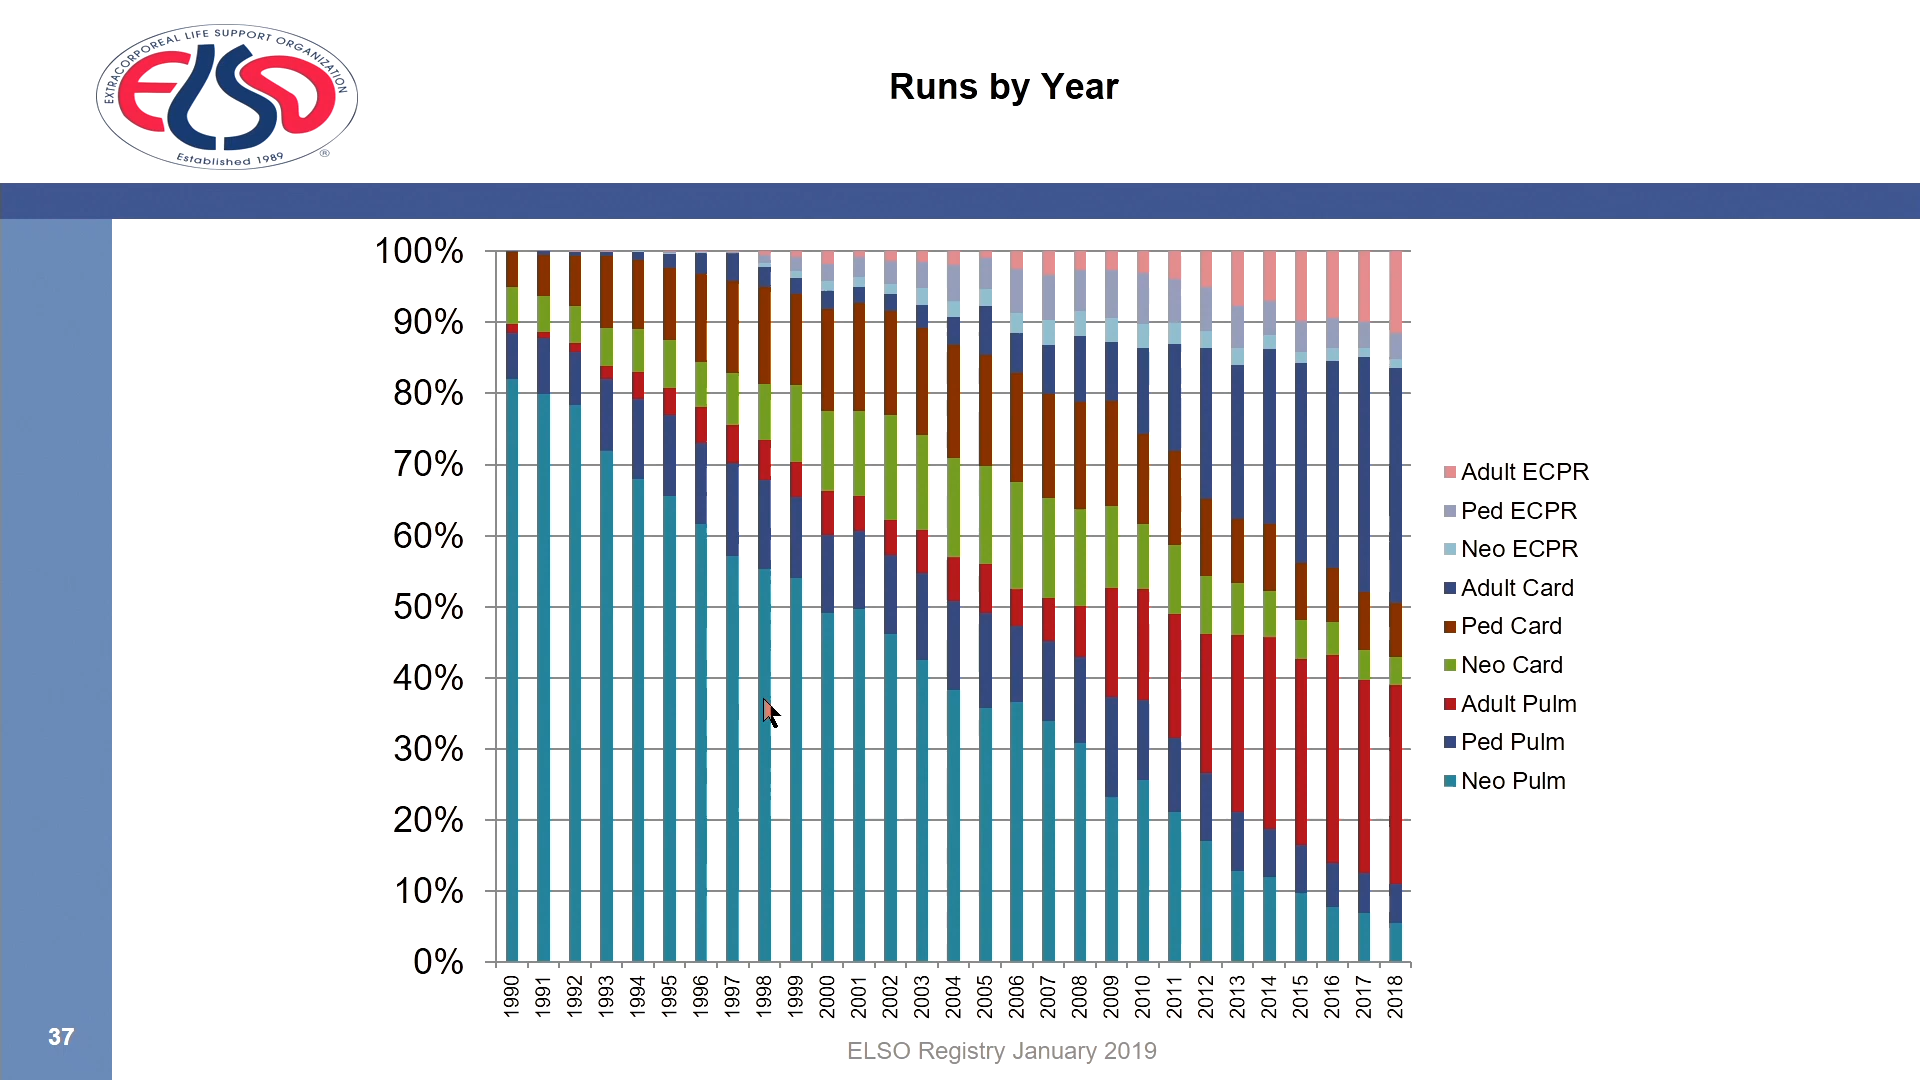 EXTRACORPOREAL LIFE SUPPORT ORGANIZATION
ELSO
Established 1989
®
Runs by Year
100%
90%
80%
70%
60%
50%
40%
30%
20%
10%
0%
1990 1991 1992 1993 1994 1995 1996 1997 1998 1999 2000 2001 2002 2003 2004 2005 2006 2007 2008 2009 2010 2011 2012 2013 2014 2015 2016 2017 2018
Adult ECPR
Ped ECPR
Neo ECPR
Adult Card
Ped Card
Neo Card
Adult Pulm
Ped Pulm
Neo Pulm
37
ELSO Registry January 2019